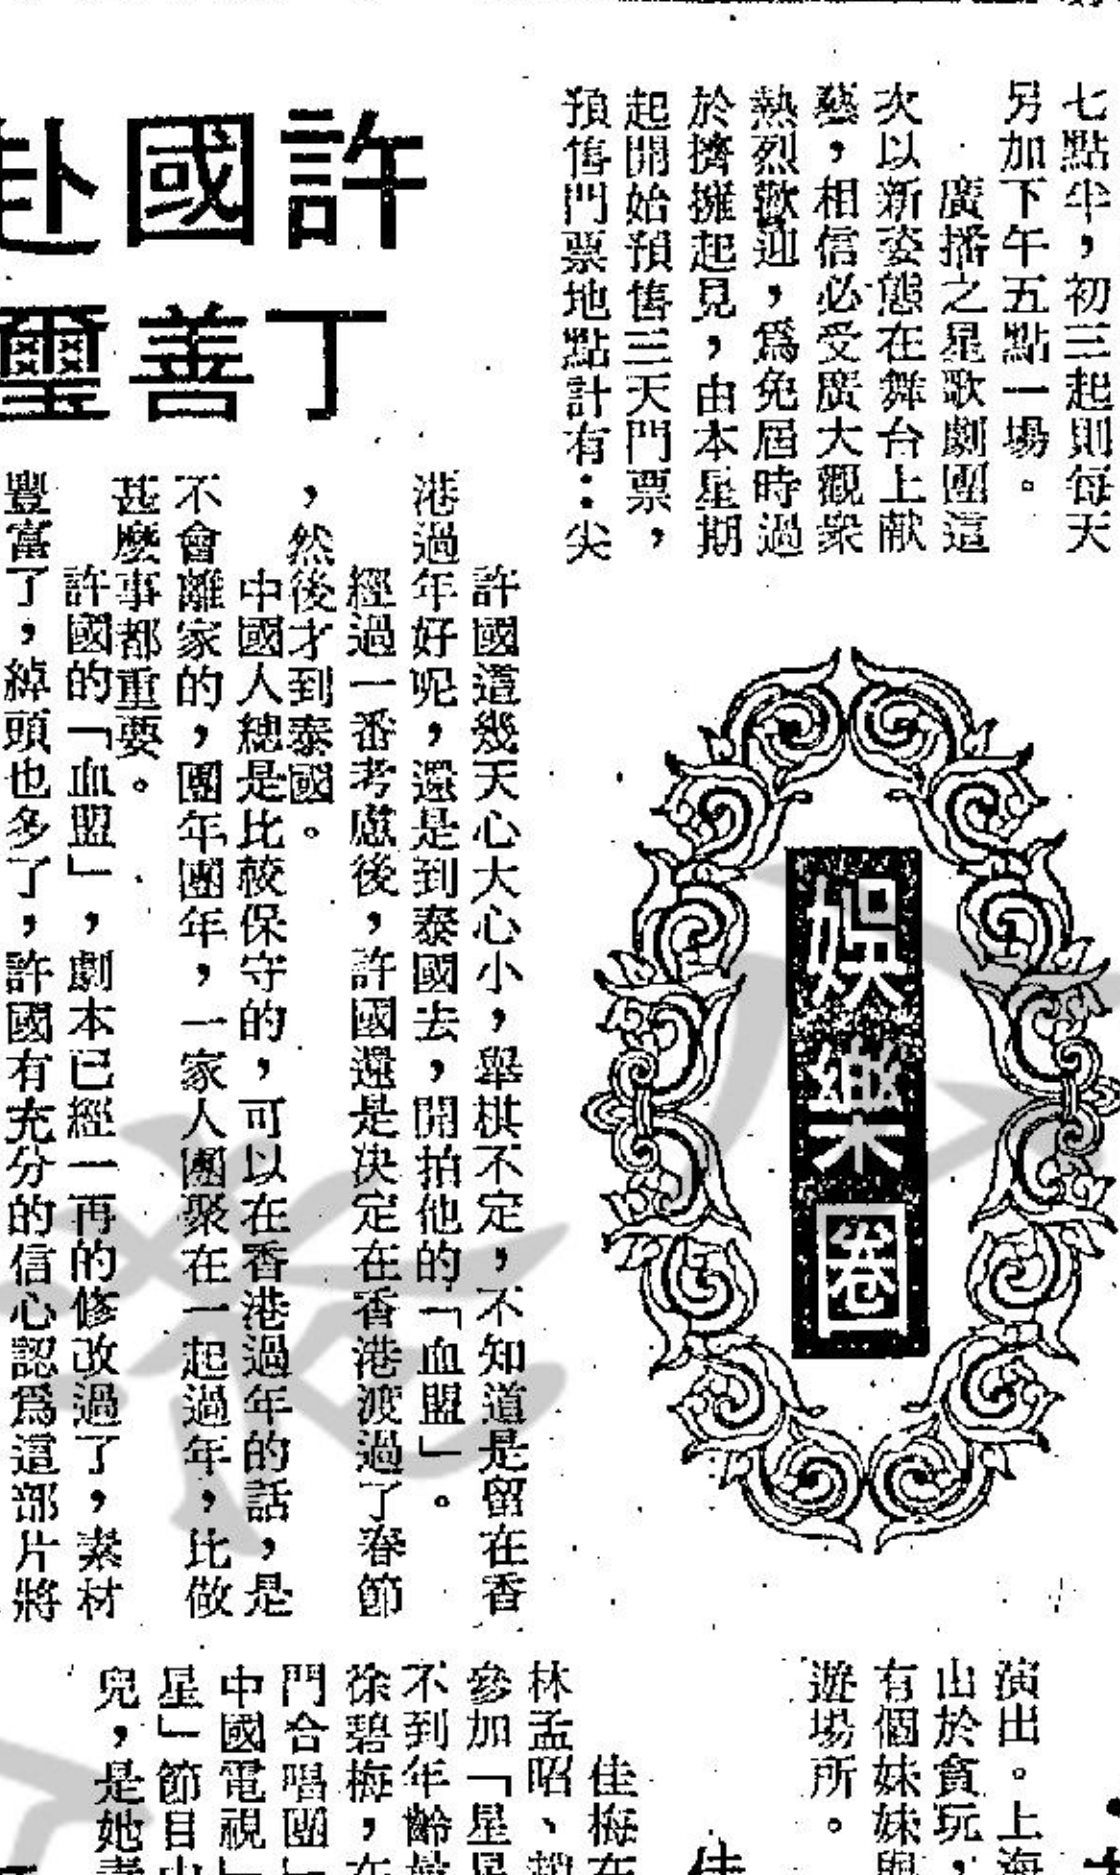 七點半，初三起則每天
另加下午五點一場。
廣播之星歌劇團這
次以新姿態在舞台上献
藝，相信必受廣大觀衆
熱烈歡迎，為免屆時過
於擠擁起見，由本星期
起開始預售三天門票，
預售門票地點計有：尖
娛樂圈
許國赴
丁善璽
許國這幾天心大心小，舉棋不定，不知道是留在香
港過年好呢，還是到泰國去，開拍他的「血盟」。
經過一番考慮後，許國還是決定在香港渡過了春節
，然後才到泰國。
中國人總是比較保守的，可以在香港過年的話，是
不會離家的，團年團年，一家人團聚在一起過年，比做
甚麼事都重要。
許國的「血盟」，劇本已經一再的修改過了，素材
豐富了，綽頭也多了，許國有充分的信心認為這部片將
演出。上海
出於貪玩，
有個妹妹與
遊場所。
佳
佳梅在
林孟昭、趙
參加「星星
不到年齡最
徐碧梅，在
門合唱團」
中國電視
星」節目中
兒，是她